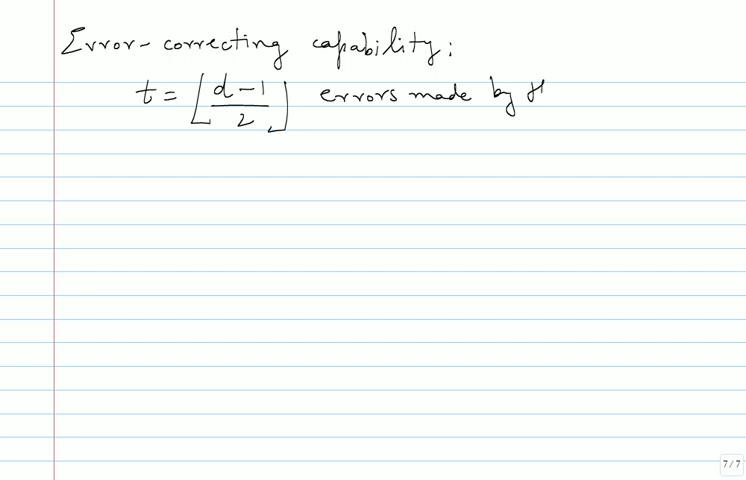 Error-correcting capability:
t = ⌊(d-1)/2⌋ errors made by
7/7